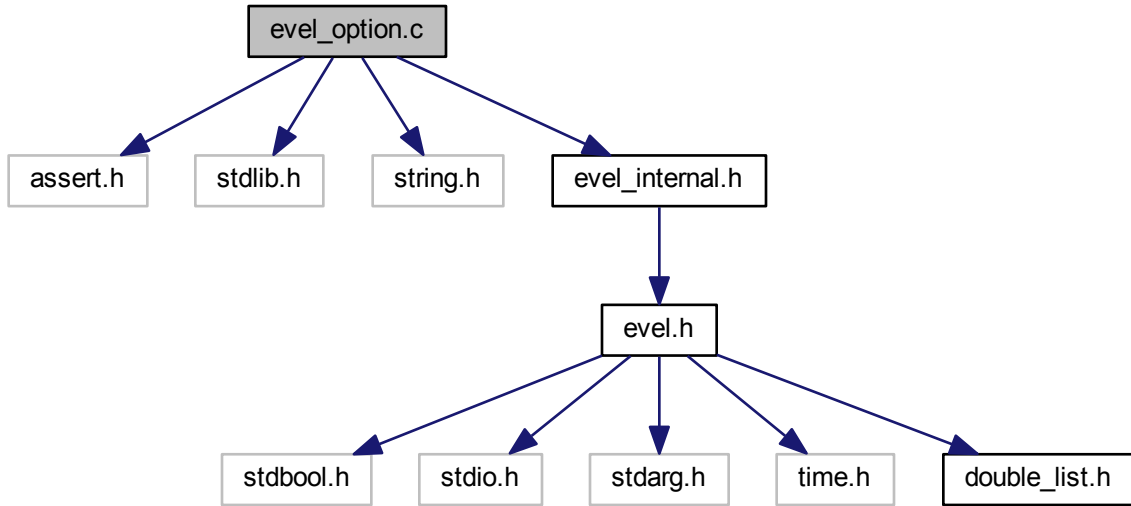 evel_option.c
assert.h
stdlib.h
string.h
evel_internal.h
evel.h
stdbool.h
stdio.h
stdarg.h
time.h
double_list.h